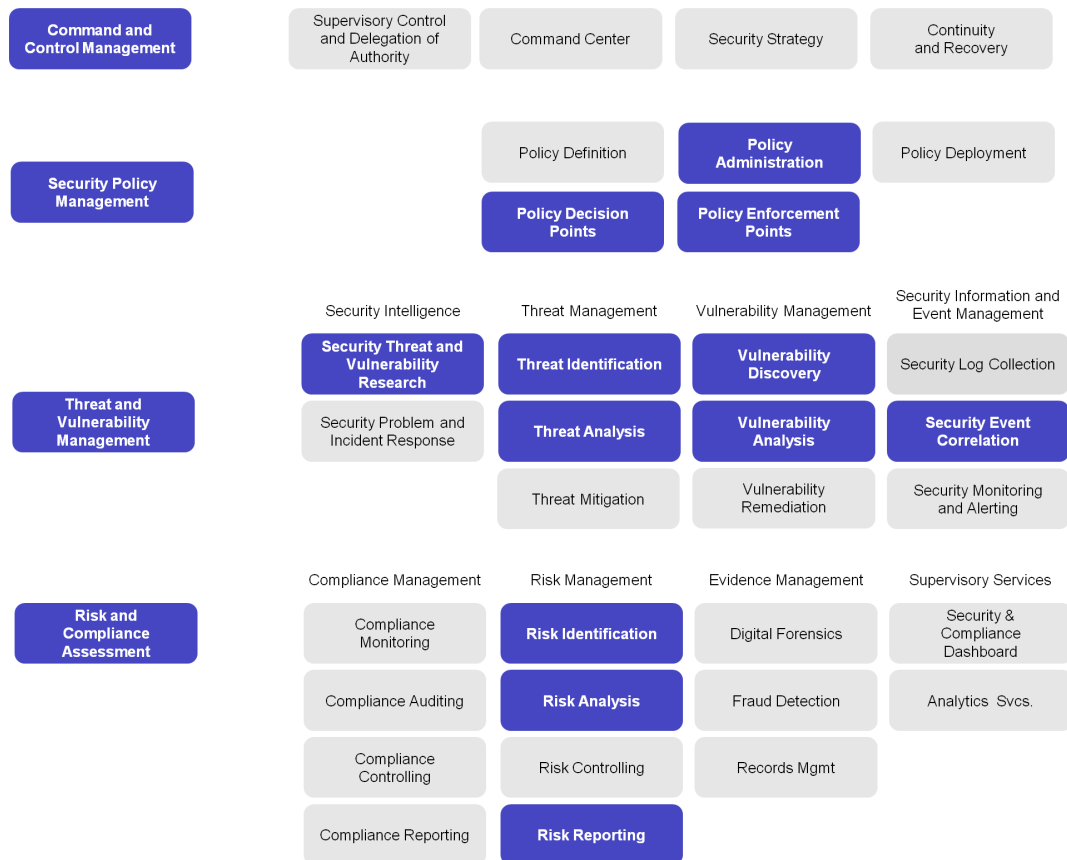 Command and
Control Management
Supervisory Control
and Delegation of
Authority
Command Center
Security Strategy
Continuity
and Recovery
Security Policy
Management
Policy Definition
Policy
Administration
Policy Deployment
Policy Decision
Points
Policy Enforcement
Points
Threat and
Vulnerability
Management
Security Intelligence
Threat Management
Vulnerability Management
Security Information and
Event Management
Security Threat and
Vulnerability
Research
Threat Identification
Vulnerability
Discovery
Security Log Collection
Security Problem and
Incident Response
Threat Analysis
Vulnerability
Analysis
Security Event
Correlation
Threat Mitigation
Vulnerability
Remediation
Security Monitoring
and Alerting
Risk and
Compliance
Assessment
Compliance Management
Risk Management
Evidence Management
Supervisory Services
Compliance
Monitoring
Risk Identification
Digital Forensics
Security &
Compliance
Dashboard
Compliance Auditing
Risk Analysis
Fraud Detection
Analytics Svcs.
Compliance
Controlling
Risk Controlling
Records Mgmt
Compliance Reporting
Risk Reporting